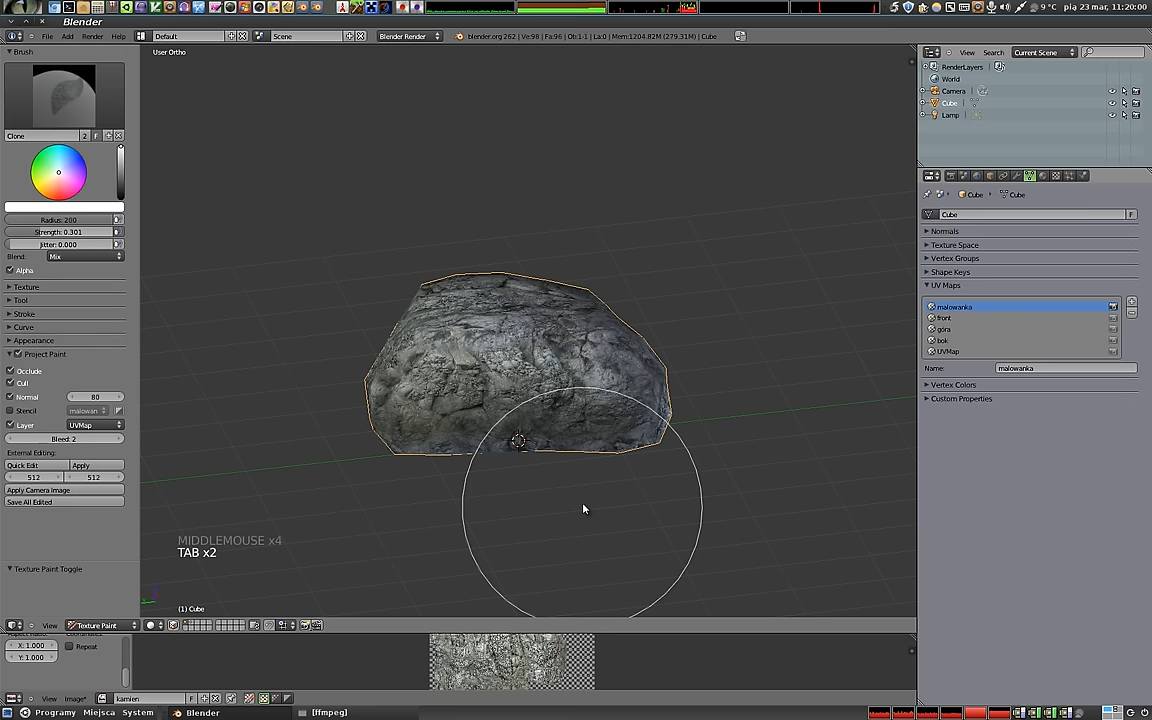 9 °C pią 23 mar, 11:20:00
Blender
File Add Render Help Default Scene Blender Render blender.org 262 | Ve:98 | Fa:96 | Ob:1-1 | La:0 | Mem:1204.82M (279.31M) | Cube
Brush
Clone 2 F
Radius: 200
Strength: 0.301
Jitter: 0.000
Blend: Mix
Alpha
Texture
Tool
Stroke
Curve
Appearance
Project Paint
Occlude
Cull
Normal 80
Stencil malowan
Layer UVMap
Bleed: 2
External Editing:
Quick Edit Apply
512 512
Apply Camera Image
Save All Edited
Texture Paint Toggle
User Ortho
MIDDLEMOUSE x4
TAB x2
(1) Cube
View Texture Paint
X: 1.000 Repeat
Y: 1.000
View Image* kamien F
View Search Current Scene
RenderLayers
World
Camera
Cube
Lamp
Cube Cube
Cube F
Normals
Texture Space
Vertex Groups
Shape Keys
UV Maps
malowanka
front
góra
bok
UVMap
Name: malowanka
Vertex Colors
Custom Properties
Programy Miejsca System Blender [ffmpeg]